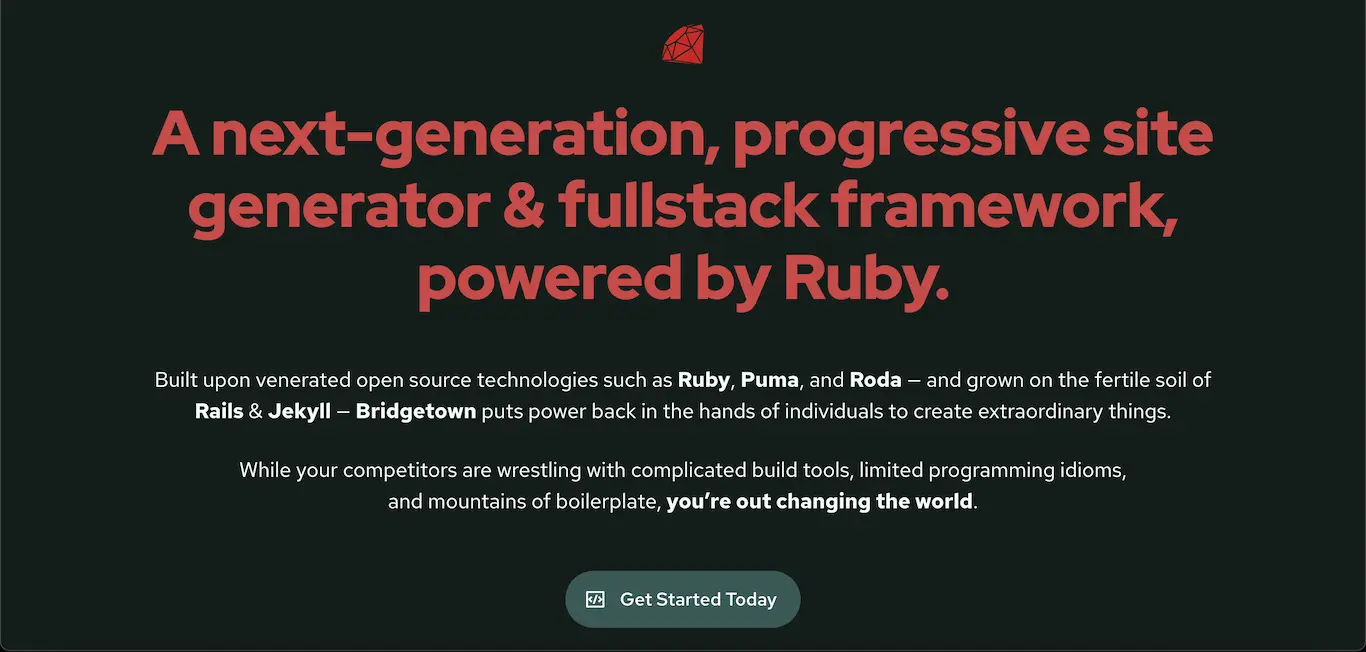 A next-generation, progressive site
generator & fullstack framework,
powered by Ruby.
Built upon venerated open source technologies such as Ruby, Puma, and Roda – and grown on the fertile soil of
Rails & Jekyll – Bridgetown puts power back in the hands of individuals to create extraordinary things.
While your competitors are wrestling with complicated build tools, limited programming idioms,
and mountains of boilerplate, you’re out changing the world.
Get Started Today